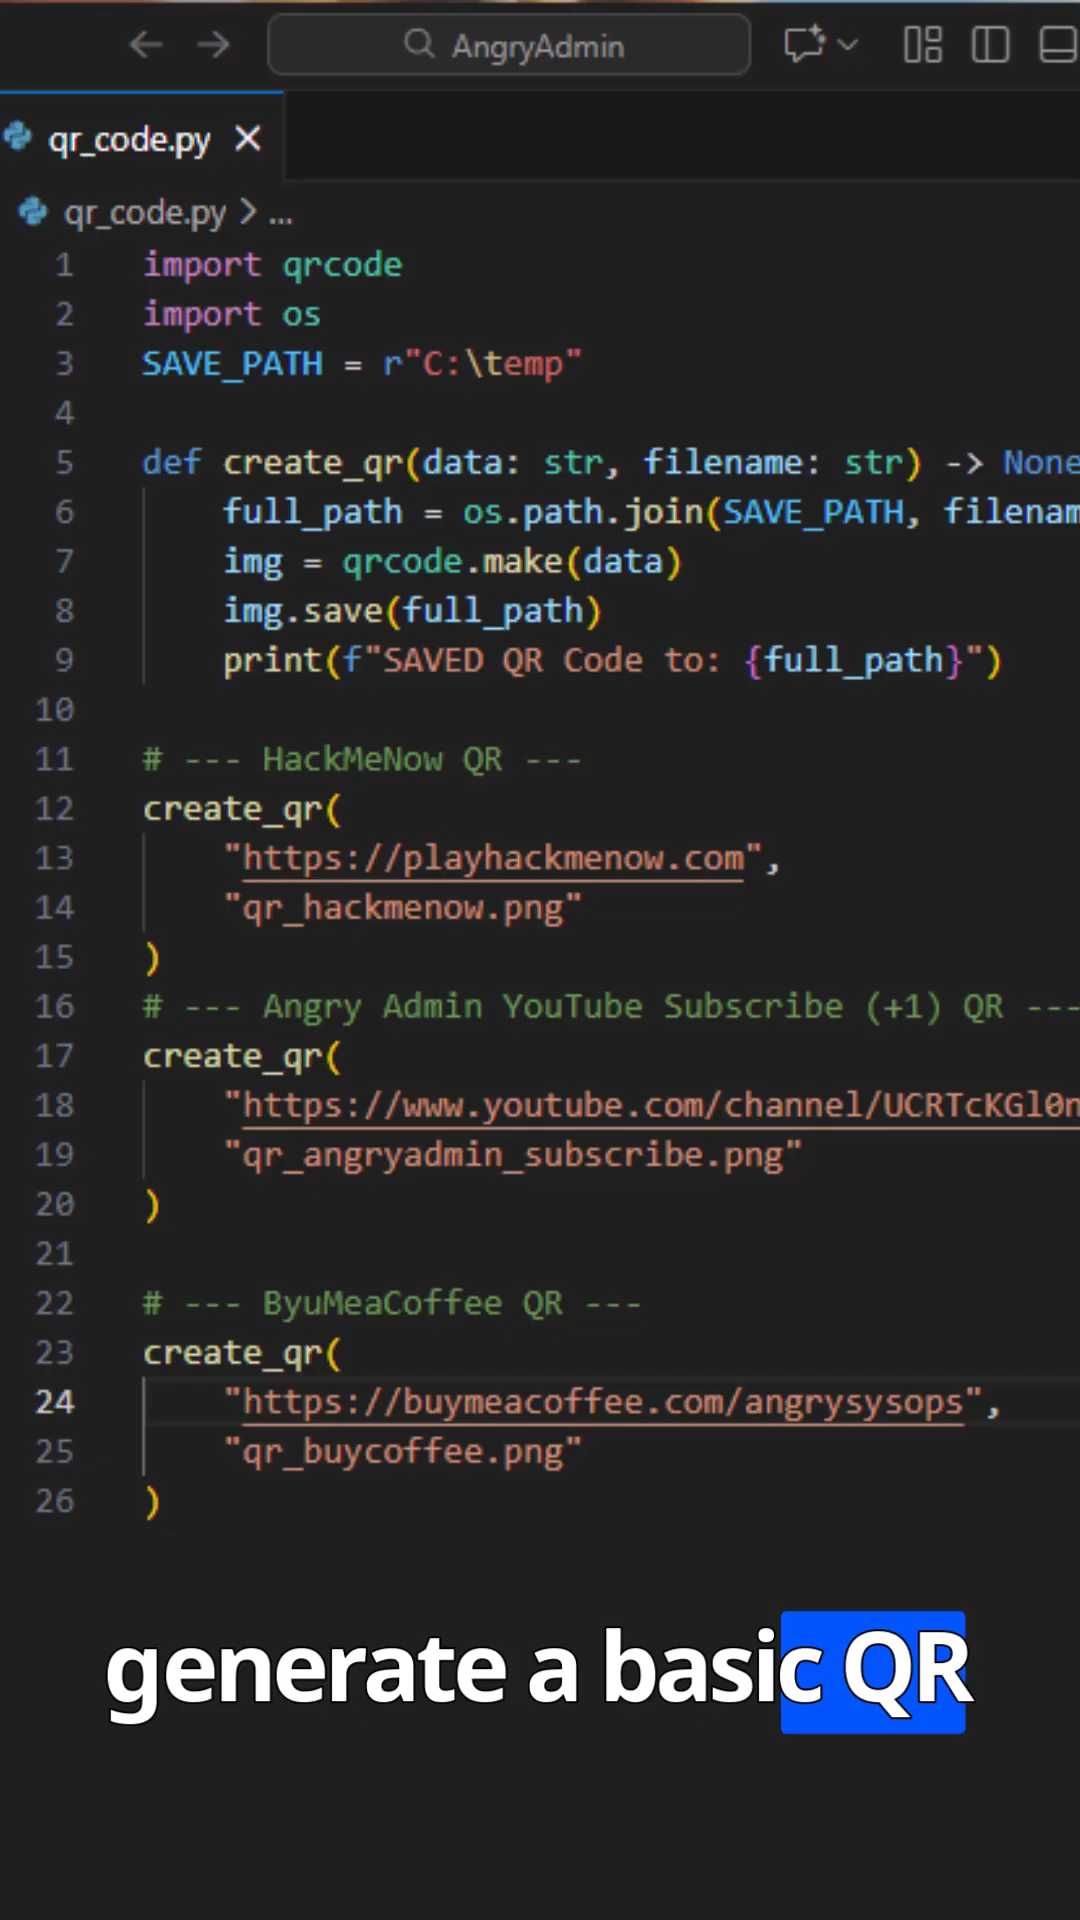 AngryAdmin
qr_code.py
qr_code.py > ...
1 import qrcode
2 import os
3 SAVE_PATH = r"C:\temp"
4
5 def create_qr(data: str, filename: str) -> None
6 full_path = os.path.join(SAVE_PATH, filenam
7 img = qrcode.make(data)
8 img.save(full_path)
9 print(f"SAVED QR Code to: {full_path}")
10
11 # --- HackMeNow QR ---
12 create_qr(
13 "https://playhackmenow.com",
14 "qr_hackmenow.png"
15 )
16 # --- Angry Admin YouTube Subscribe (+1) QR ---
17 create_qr(
18 "https://www.youtube.com/channel/UCRTcKGl0n
19 "qr_angryadmin_subscribe.png"
20 )
21
22 # --- ByuMeaCoffee QR ---
23 create_qr(
24 "https://buymeacoffee.com/angrysysops",
25 "qr_buycoffee.png"
26 )
generate a basic QR